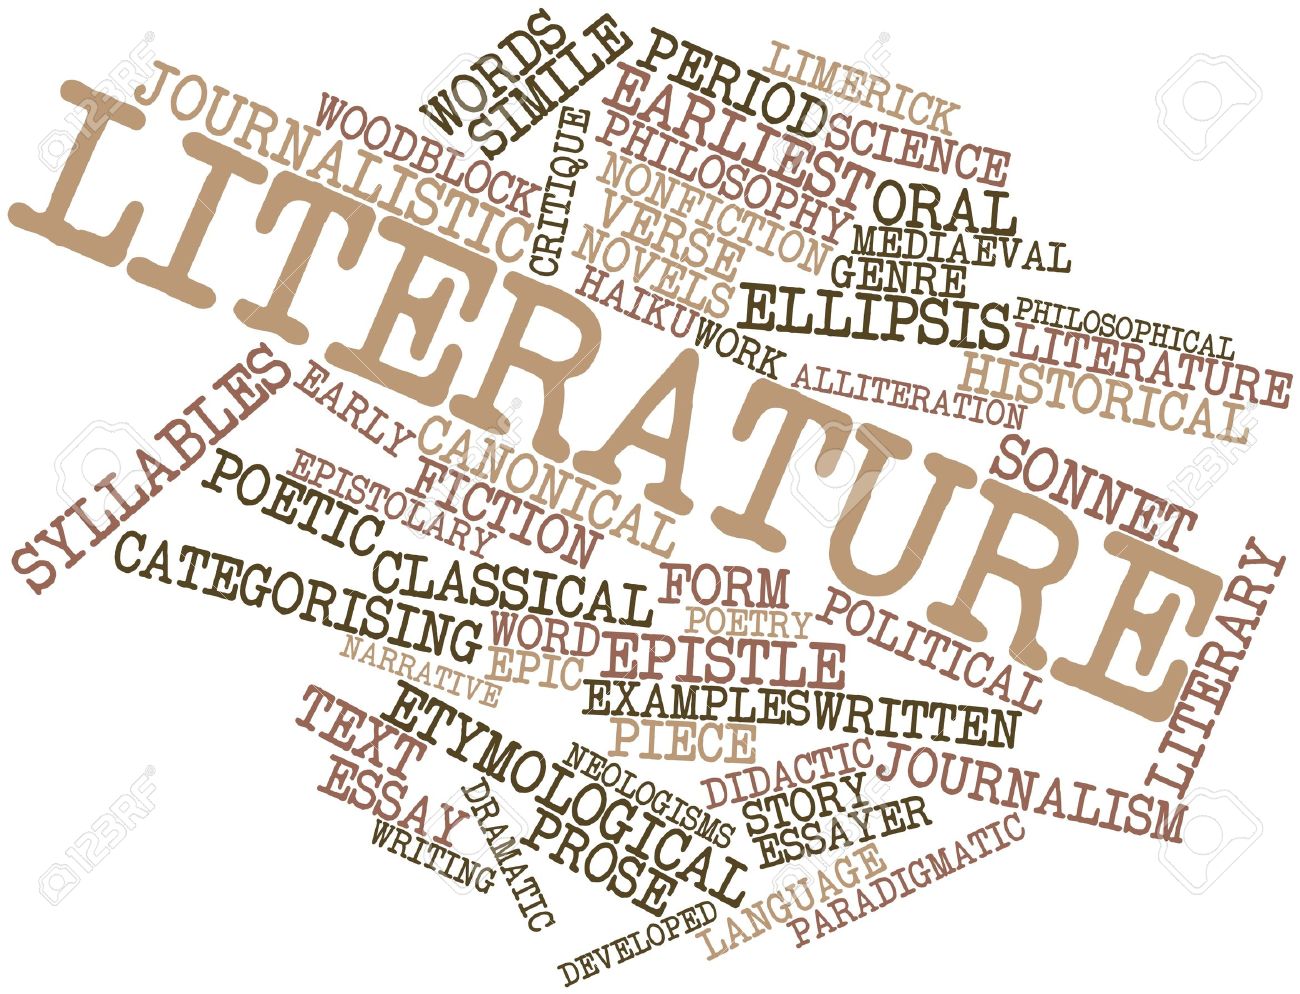 WORDS
SIMILE
PERIOD
LIMERICK
JOURNALISTIC
WOODBLOCK
CRITIQUE
EARLIEST
SCIENCE
PHILOSOPHY
NONFICTION
ORAL
VERSE
MEDIAEVAL
NOVELS
GENRE
LITERATURE
HAIKU
WORK
ELLIPSIS
PHILOSOPHICAL
LITERATURE
HISTORICAL
ALLITERATION
SONNET
SYLLABLES
EARLY
CANONICAL
FICTION
EPISTOLARY
POETIC
CLASSICAL
CATEGORISING
FORM
POETRY
POLITICAL
LITERARY
WORD
EPISTLE
EPIC
NARRATIVE
EXAMPLES
WRITTEN
PIECE
TEXT
ETYMOLOGICAL
NEOLOGISMS
DIDACTIC
JOURNALISM
ESSAY
STORY
ESSAYER
WRITING
DRAMATIC
PROSE
LANGUAGE
PARADIGMATIC
DEVELOPED
123RF